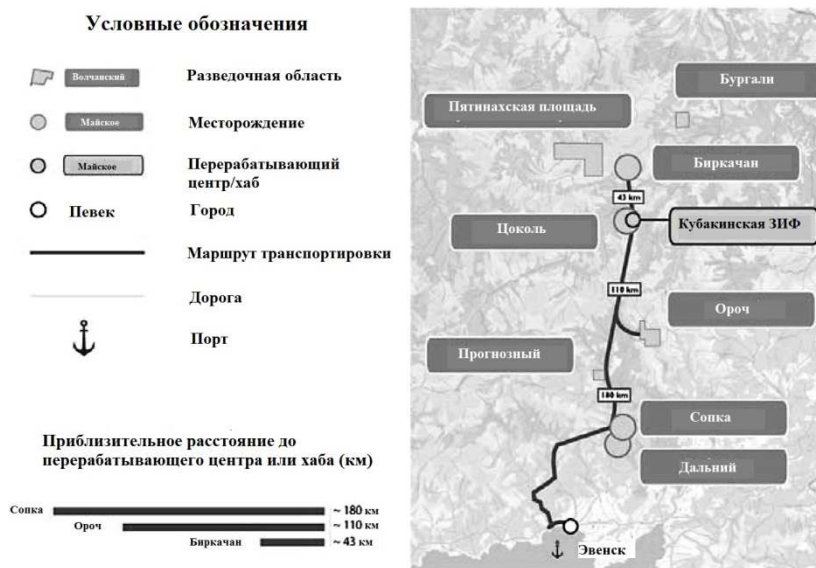 Условные обозначения
Волчанский
Разведочная область
Майское
Месторождение
Майское
Перерабатывающий
центр/хаб
Певек
Город
Маршрут транспортировки
Дорога
Порт
Приблизительное расстояние до
перерабатывающего центра или хаба (км)
Сопка
~ 180 км
Ороч
~ 110 км
Биркачан
~ 43 км
Бургали
Пятинахская площадь
Биркачан
43 km
Цоколь
Кубакинская ЗИФ
110 km
Ороч
Прогнозный
180 km
Сопка
Дальний
Эвенск